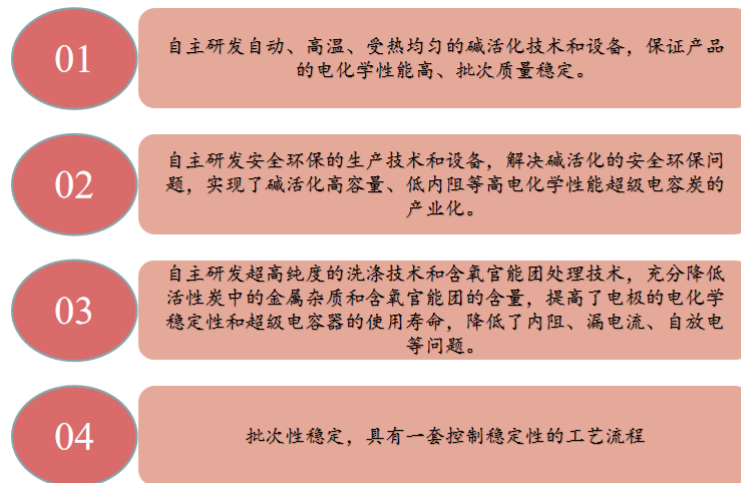 01
自主研发自动、高温、受热均匀的碱活化技术和设备，保证产品
的电化学性能高、批次质量稳定。
02
自主研发安全环保的生产技术和设备，解决碱活化的安全环保问
题，实现了碱活化高容量、低内阻等高电化学性能超级电容炭的
产业化。
03
自主研发超高纯度的洗涤技术和含氧官能团处理技术，充分降低
活性炭中的金属杂质和含氧官能团的含量，提高了电极的电化学
稳定性和超级电容器的使用寿命，降低了内阻、漏电流、自放电
等问题。
04
批次性稳定，具有一套控制稳定性的工艺流程